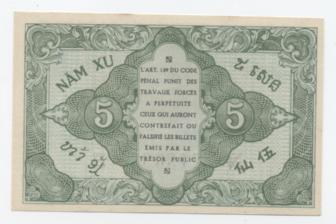 NĂM XU
L'ART. 139 DU CODE
PÉNAL PUNIT DES
TRAVAUX FORCÉS
A PERPÉTUITÉ
CEUX QUI AURONT
CONTREFAIT OU
FALSIFIÉ LES BILLETS
ÉMIS PAR LE
TRÉSOR PUBLIC
5
5
仙 伍